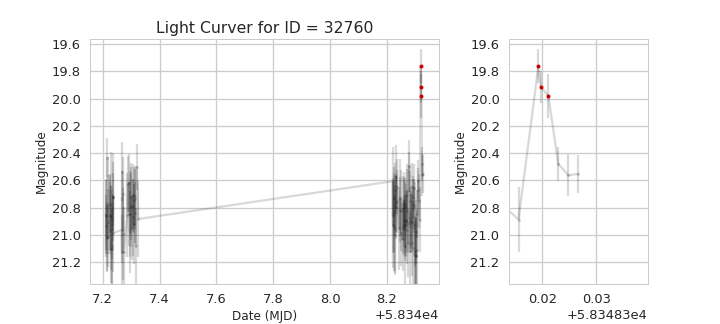 Light Curver for ID = 32760
Magnitude
19.6
19.8
20.0
20.2
20.4
20.6
20.8
21.0
21.2
7.2 7.4 7.6 7.8 8.0 8.2
Date (MJD)
+5.834e4
Magnitude
19.6
19.8
20.0
20.2
20.4
20.6
20.8
21.0
21.2
0.02 0.03
+5.83483e4